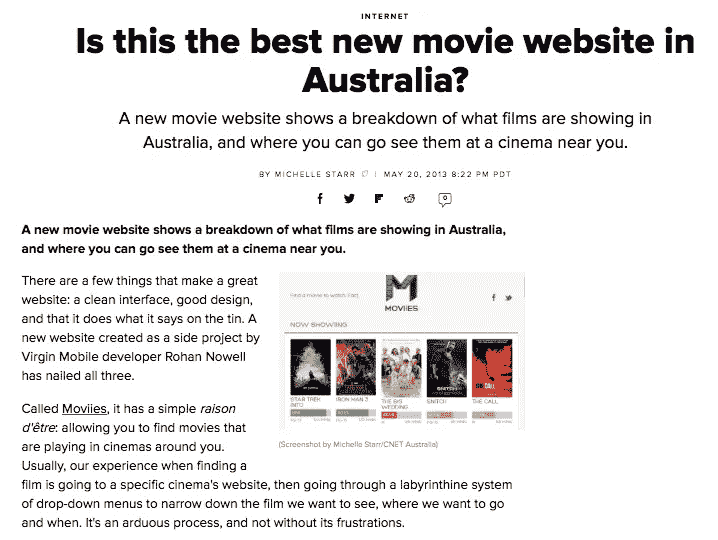 INTERNET
Is this the best new movie website in
Australia?
A new movie website shows a breakdown of what films are showing in
Australia, and where you can go see them at a cinema near you.
BY MICHELLE STARR | MAY 20, 2013 8:22 PM PDT
0
A new movie website shows a breakdown of what films are showing in Australia,
and where you can go see them at a cinema near you.
There are a few things that make a great
website: a clean interface, good design,
and that it does what it says on the tin. A
new website created as a side project by
Virgin Mobile developer Rohan Nowell
has nailed all three.
Called Moviies, it has a simple raison
d'être: allowing you to find movies that
are playing in cinemas around you.
Usually, our experience when finding a
film is going to a specific cinema's website, then going through a labyrinthine system
of drop-down menus to narrow down the film we want to see, where we want to go
and when. It's an arduous process, and not without its frustrations.
M
MOVIIES
NOW SHOWIING
STAR TREK
IRON MAN 3
THE BIG
WEDDING
SNITCH
THE CALL
(Screenshot by Michelle Starr/CNET Australia)